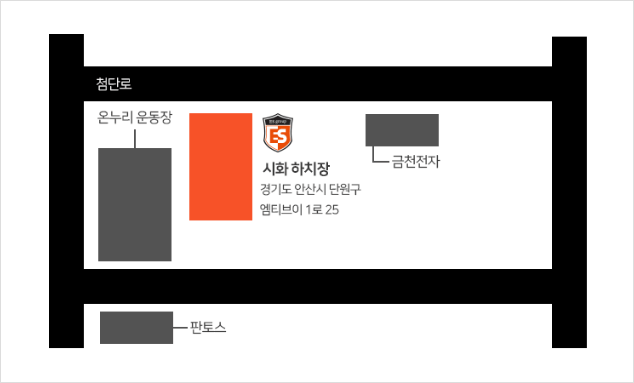 첨단로
온누리 운동장
ES
시화 하치장
경기도 안산시 단원구
엠티브이 1로 25
금천전자
판토스